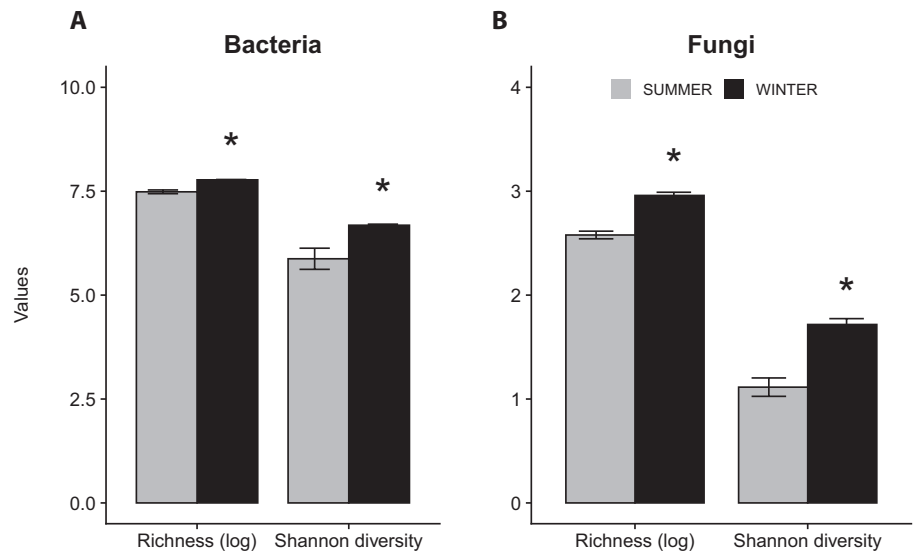 A
B
Bacteria
Fungi
SUMMER
WINTER
Values
10.0
7.5
5.0
2.5
0.0
*
*
Richness (log)
Shannon diversity
4
3
2
1
0
*
*
Richness (log)
Shannon diversity